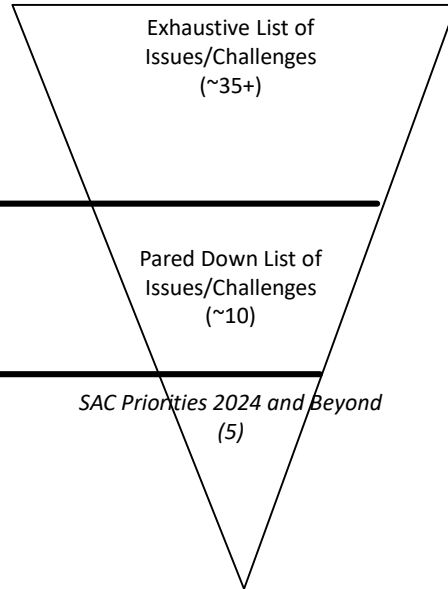 Exhaustive List of
Issues/Challenges
(~35+)
Pared Down List of
Issues/Challenges
(~10)
SAC Priorities 2024 and Beyond
(5)